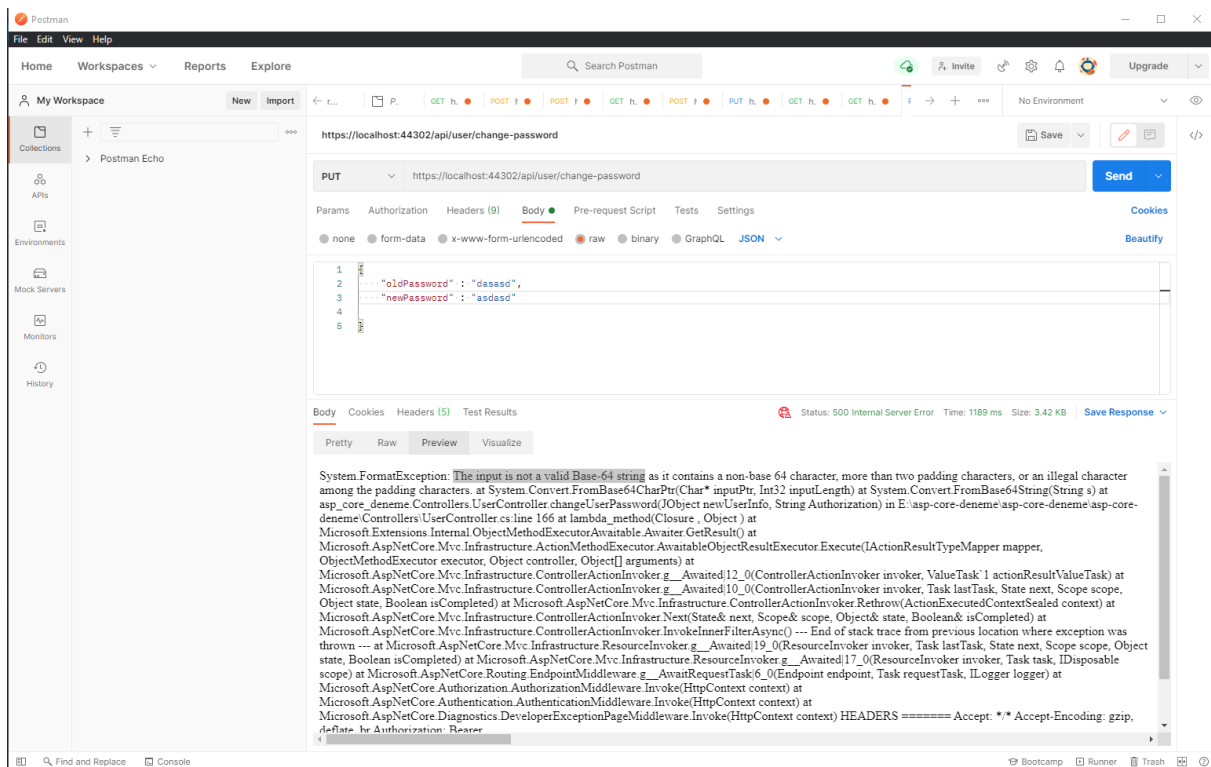 Postman
File Edit View Help
Home Workspaces Reports Explore Search Postman Invite Upgrade
My Workspace New Import r... P. GET h. POST h POST h GET h. POST h PUT h. GET h. GET h. No Environment
Collections
Postman Echo
https://localhost:44302/api/user/change-password Save
APIs
PUT https://localhost:44302/api/user/change-password Send
Environments
Params Authorization Headers (9) Body Pre-request Script Tests Settings Cookies
none form-data x-www-form-urlencoded raw binary GraphQL JSON Beautify
Mock Servers
1 {
2 "oldPassword" : "dasasd",
3 "newPassword" : "asdasd"
4
5 }
Monitors
History
Body Cookies Headers (5) Test Results Status: 500 Internal Server Error Time: 1189 ms Size: 3.42 KB Save Response
Pretty Raw Preview Visualize
System.FormatException: The input is not a valid Base-64 string as it contains a non-base 64 character, more than two padding characters, or an illegal character
among the padding characters. at System.Convert.FromBase64CharPtr(Char* inputPtr, Int32 inputLength) at System.Convert.FromBase64String(String s) at
asp_core_deneme.Controllers.UserController.changeUserPassword(JObject newUserInfo, String Authorization) in E:\asp-core-deneme\asp-core-deneme\asp-core-
deneme\Controllers\UserController.cs:line 166 at lambda_method(Closure , Object ) at
Microsoft.Extensions.Internal.ObjectMethodExecutorAwaitable.Awaiter.GetResult() at
Microsoft.AspNetCore.Mvc.Infrastructure.ActionMethodExecutor.AwaitableObjectResultExecutor.Execute(IActionResultTypeMapper mapper,
ObjectMethodExecutor executor, Object controller, Object[] arguments) at
Microsoft.AspNetCore.Mvc.Infrastructure.ControllerActionInvoker.g__Awaited|12_0(ControllerActionInvoker invoker, ValueTask`1 actionResultValueTask) at
Microsoft.AspNetCore.Mvc.Infrastructure.ControllerActionInvoker.g__Awaited|10_0(ControllerActionInvoker invoker, Task lastTask, State next, Scope scope,
Object state, Boolean isCompleted) at Microsoft.AspNetCore.Mvc.Infrastructure.ControllerActionInvoker.Rethrow(ActionExecutedContextSealed context) at
Microsoft.AspNetCore.Mvc.Infrastructure.ControllerActionInvoker.Next(State& next, Scope& scope, Object& state, Boolean& isCompleted) at
Microsoft.AspNetCore.Mvc.Infrastructure.ControllerActionInvoker.InvokeInnerFilterAsync() --- End of stack trace from previous location where exception was
thrown --- at Microsoft.AspNetCore.Mvc.Infrastructure.ResourceInvoker.g__Awaited|19_0(ResourceInvoker invoker, Task lastTask, State next, Scope scope, Object
state, Boolean isCompleted) at Microsoft.AspNetCore.Mvc.Infrastructure.ResourceInvoker.g__Awaited|17_0(ResourceInvoker invoker, Task task, IDisposable
scope) at Microsoft.AspNetCore.Routing.EndpointMiddleware.g__AwaitRequestTask|6_0(Endpoint endpoint, Task requestTask, ILogger logger) at
Microsoft.AspNetCore.Authorization.AuthorizationMiddleware.Invoke(HttpContext context) at
Microsoft.AspNetCore.Authentication.AuthenticationMiddleware.Invoke(HttpContext context) at
Microsoft.AspNetCore.Diagnostics.DeveloperExceptionPageMiddleware.Invoke(HttpContext context) HEADERS ======= Accept: */* Accept-Encoding: gzip,
deflate, br Authorization: Bearer
Find and Replace Console Bootcamp Runner Trash